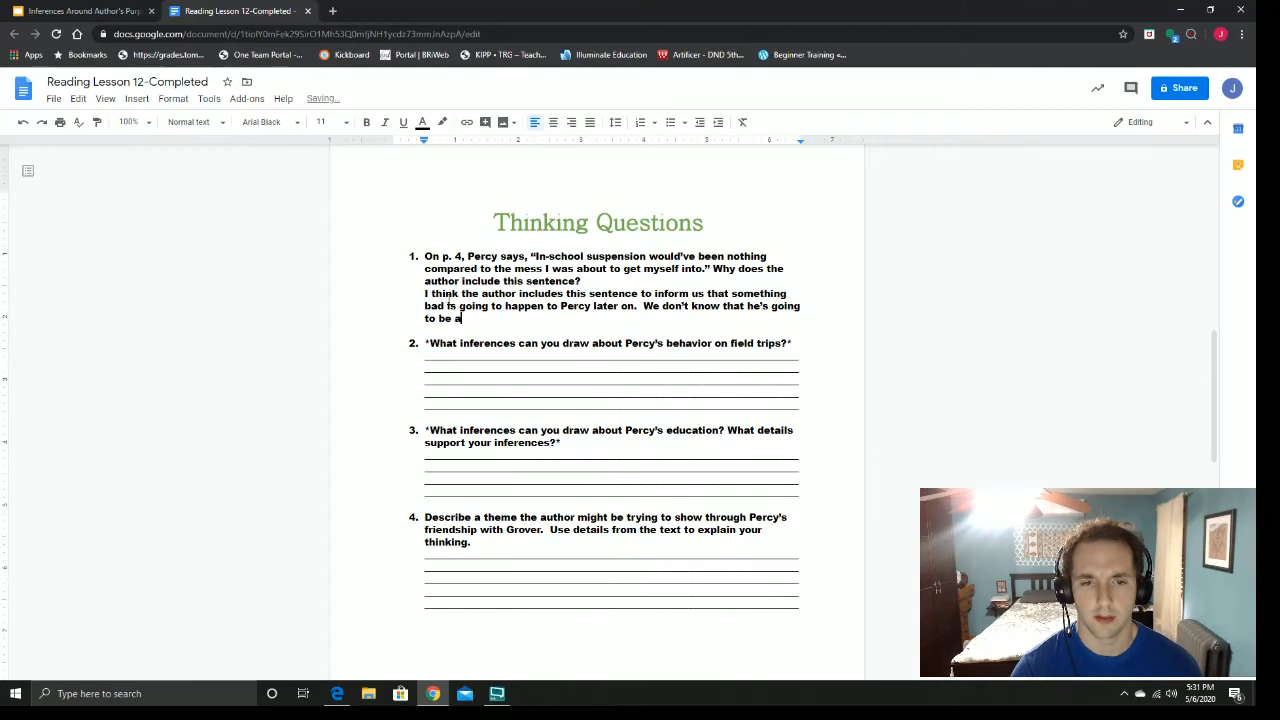 Inferences Around Author's Purp
Reading Lesson 12-Completed -
docs.google.com/document/d/1tioIY0mFek29SirO1Mh53Q0mfjNH1ycdz73mmJnAzpA/edit
Apps
Bookmarks
https://grades.tom...
One Team Portal -...
Kickboard
Portal | BRiWeb
KIPP • TRG – Teach...
Illuminate Education
Artificer - DND 5th...
Beginner Training «...
Reading Lesson 12-Completed
File Edit View Insert Format Tools Add-ons Help Saving...
Share
J
100% Normal text Arial Black 11 Editing
Thinking Questions
1. On p. 4, Percy says, “In-school suspension would’ve been nothing
compared to the mess I was about to get myself into.” Why does the
author include this sentence?
I think the author includes this sentence to inform us that something
bad is going to happen to Percy later on. We don’t know that he’s going
to be a
2. *What inferences can you draw about Percy’s behavior on field trips?*
3. *What inferences can you draw about Percy’s education? What details
support your inferences?*
4. Describe a theme the author might be trying to show through Percy’s
friendship with Grover. Use details from the text to explain your
thinking.
Type here to search
5:31 PM
5/6/2020